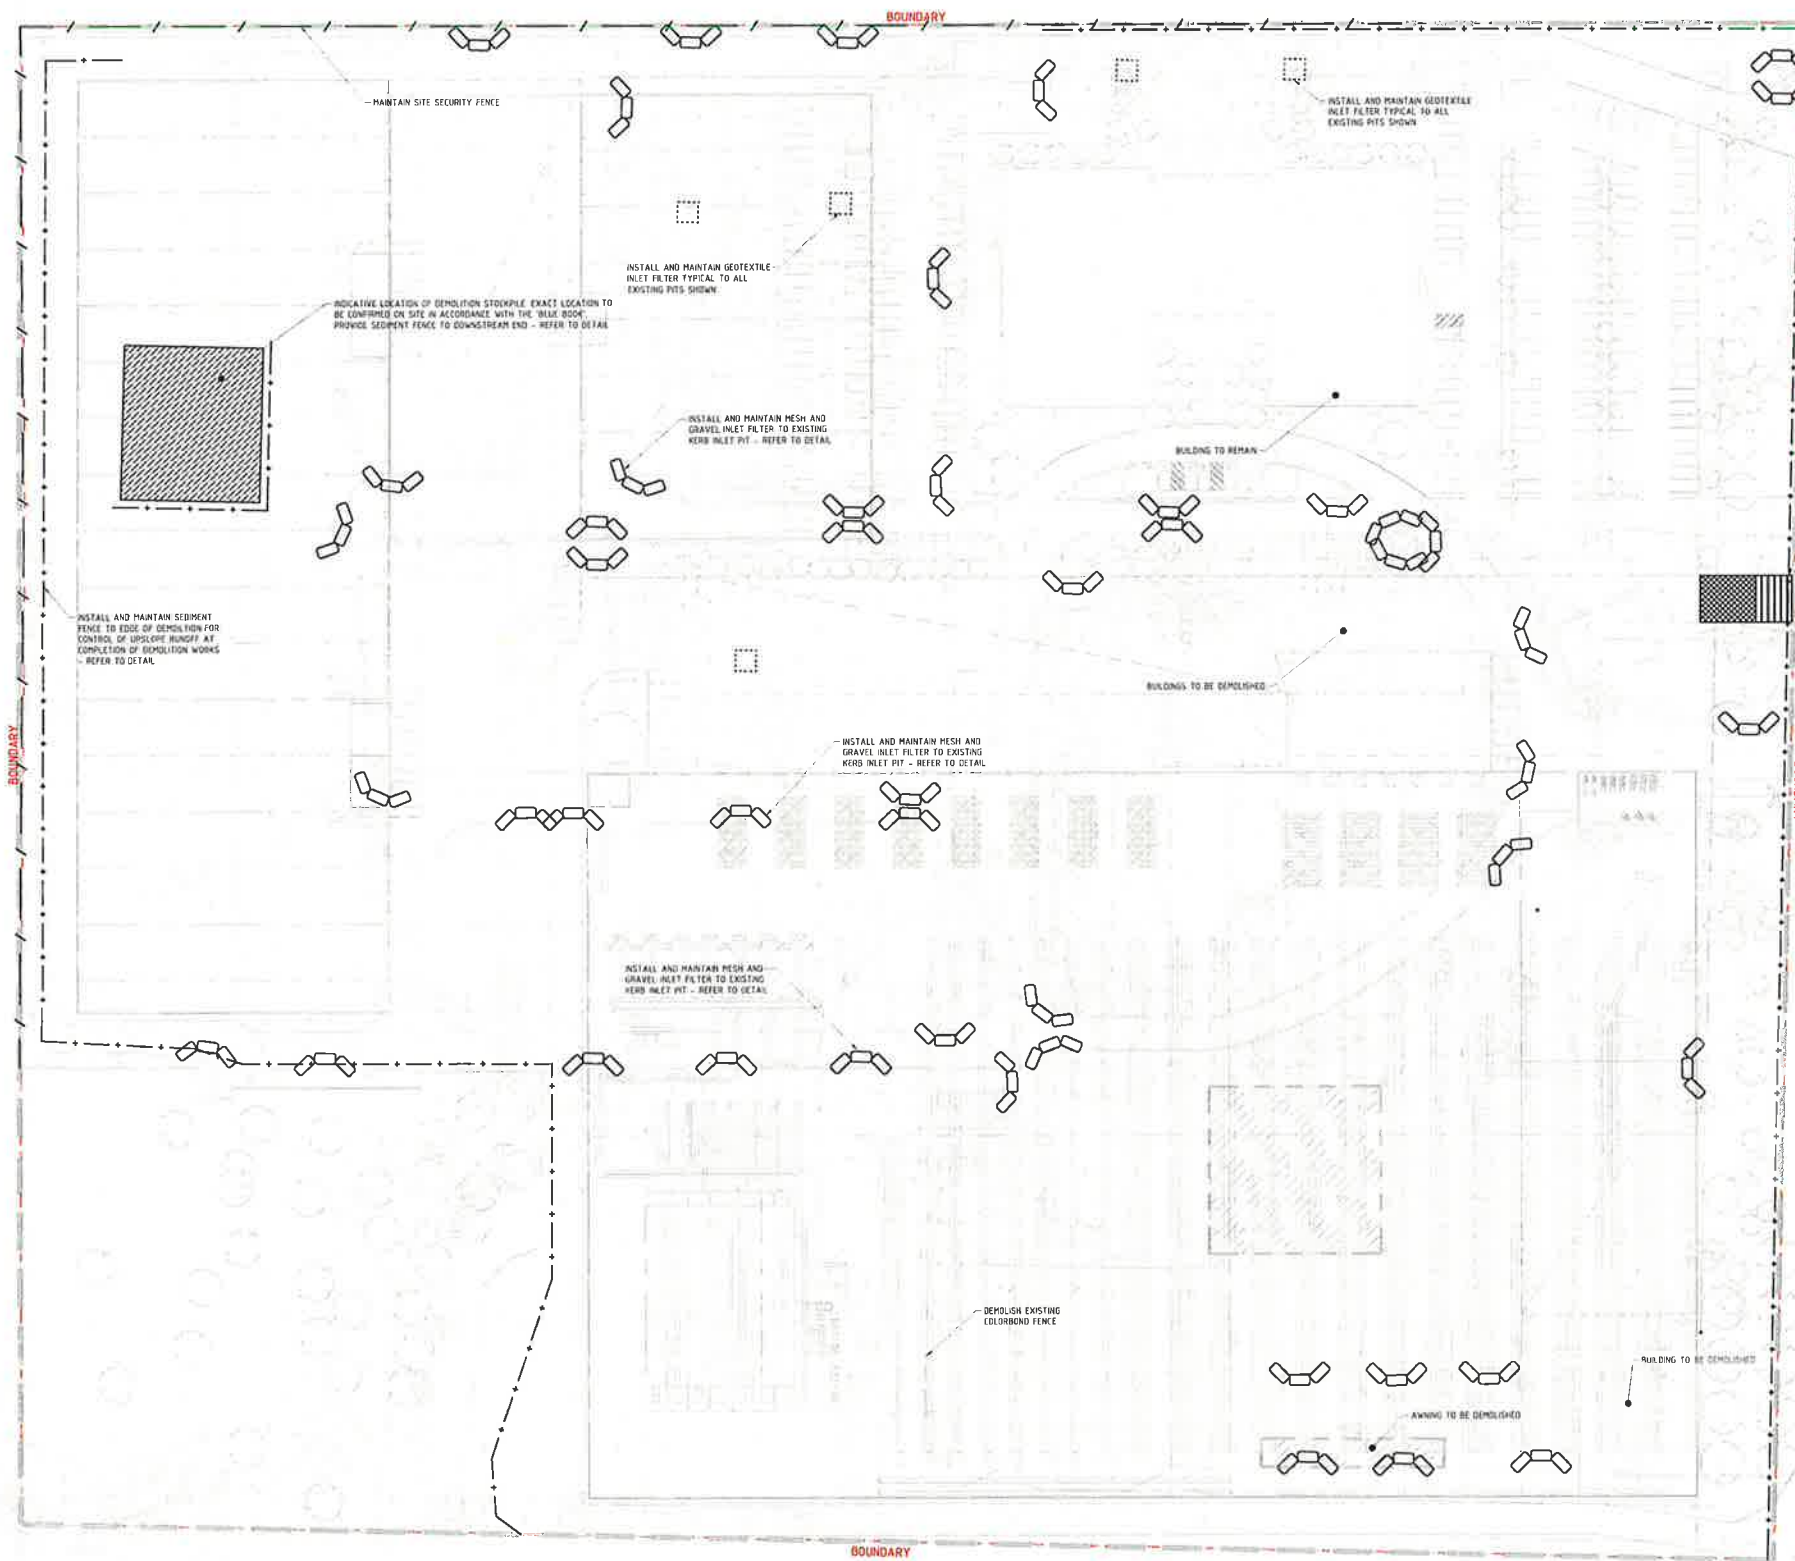 BOUNDARY
MAINTAIN SITE SECURITY FENCE
INSTALL AND MAINTAIN GEOTEXTILE
INLET FILTER TYPICAL TO ALL
EXISTING PITS SHOWN
INSTALL AND MAINTAIN GEOTEXTILE
INLET FILTER TYPICAL TO ALL
EXISTING PITS SHOWN
INDICATIVE LOCATION OF DEMOLITION STOCKPILE. EXACT LOCATION TO
BE CONFIRMED ON SITE IN ACCORDANCE WITH THE 'BLUE BOOK'.
PROVIDE SEDIMENT FENCE TO DOWNSTREAM END - REFER TO DETAIL
INSTALL AND MAINTAIN MESH AND
GRAVEL INLET FILTER TO EXISTING
KERB INLET PIT - REFER TO DETAIL
BUILDING TO REMAIN
INSTALL AND MAINTAIN SEDIMENT
FENCE TO EDGE OF DEMOLITION FOR
CONTROL OF UPSLOPE RUNOFF AT
COMPLETION OF DEMOLITION WORKS
- REFER TO DETAIL
BUILDINGS TO BE DEMOLISHED
BOUNDARY
INSTALL AND MAINTAIN MESH AND
GRAVEL INLET FILTER TO EXISTING
KERB INLET PIT - REFER TO DETAIL
INSTALL AND MAINTAIN MESH AND
GRAVEL INLET FILTER TO EXISTING
KERB INLET PIT - REFER TO DETAIL
DEMOLISH EXISTING
COLORBOND FENCE
BUILDING TO BE DEMOLISHED
AWNING TO BE DEMOLISHED
BOUNDARY